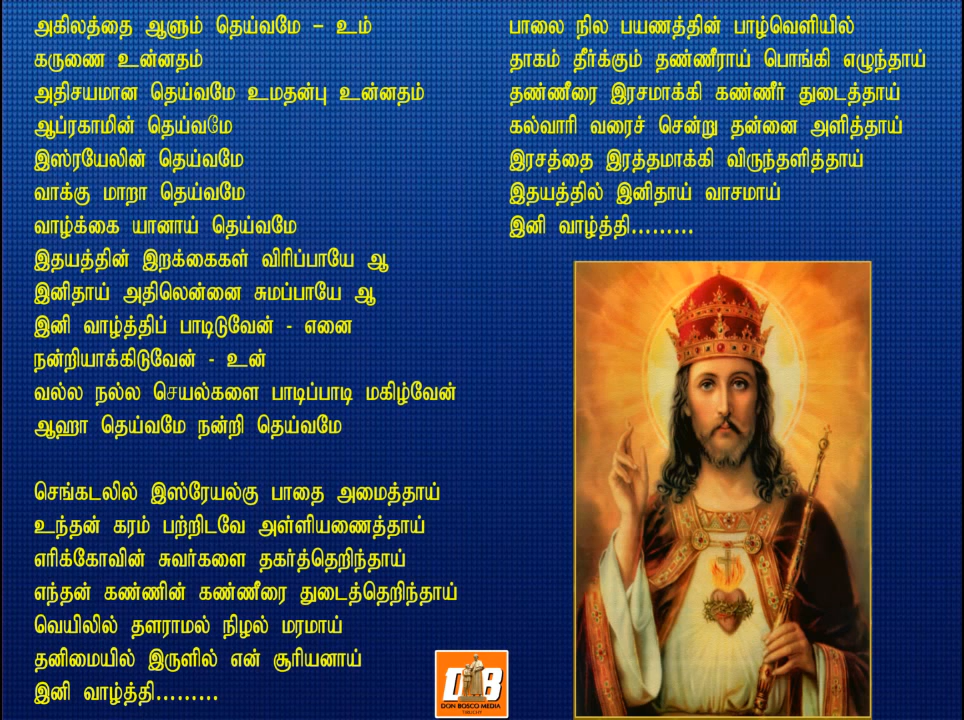 அகிலத்தை ஆளும் தெய்வமே – உம்
கருணை உன்னதம்
அதிசயமான தெய்வமே உமதன்பு உன்னதம்
ஆப்ரகாமின் தெய்வமே
இஸ்ரயேலின் தெய்வமே
வாக்கு மாறா தெய்வமே
வாழ்க்கை யானாய் தெய்வமே
இதயத்தின் இறக்கைகள் விரிப்பாயே ஆ
இனிதாய் அதிலென்னை சுமப்பாயே ஆ
இனி வாழ்த்திப் பாடிடுவேன் - எனை
நன்றியாக்கிடுவேன் - உன்
வல்ல நல்ல செயல்களை பாடிப்பாடி மகிழ்வேன்
ஆஹா தெய்வமே நன்றி தெய்வமே
செங்கடலில் இஸ்ரேயல்கு பாதை அமைத்தாய்
உந்தன் கரம் பற்றிடவே அள்ளியணைத்தாய்
எரிக்கோவின் சுவர்களை தகர்த்தெறிந்தாய்
எந்தன் கண்ணின் கண்ணீரை துடைத்தெறிந்தாய்
வெயிலில் தளராமல் நிழல் மரமாய்
தனிமையில் இருளில் என் சூரியனாய்
இனி வாழ்த்தி.........
பாலை நில பயணத்தின் பாழ்வெளியில்
தாகம் தீர்க்கும் தண்ணீராய் பொங்கி எழுந்தாய்
தண்ணீரை இரசமாக்கி கண்ணீர் துடைத்தாய்
கல்வாரி வரைச் சென்று தன்னை அளித்தாய்
இரசத்தை இரத்தமாக்கி விருந்தளித்தாய்
இதயத்தில் இனிதாய் வாசமாய்
இனி வாழ்த்தி.........
DB
DON BOSCO MEDIA
TRICHY